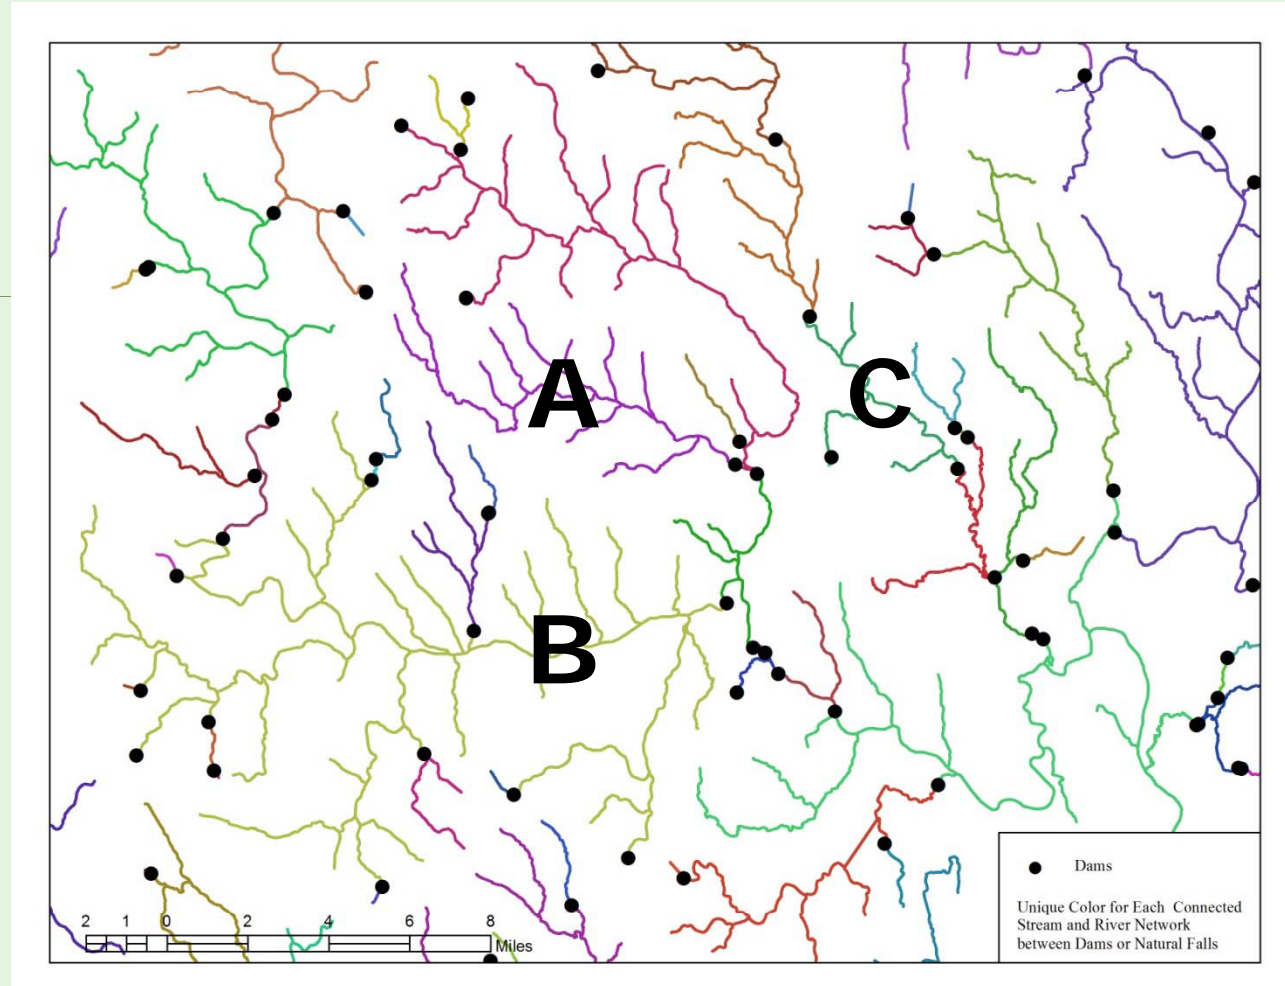 A
C
B
2 1 0 2 4 6 8
Miles
Dams
Unique Color for Each Connected
Stream and River Network
between Dams or Natural Falls